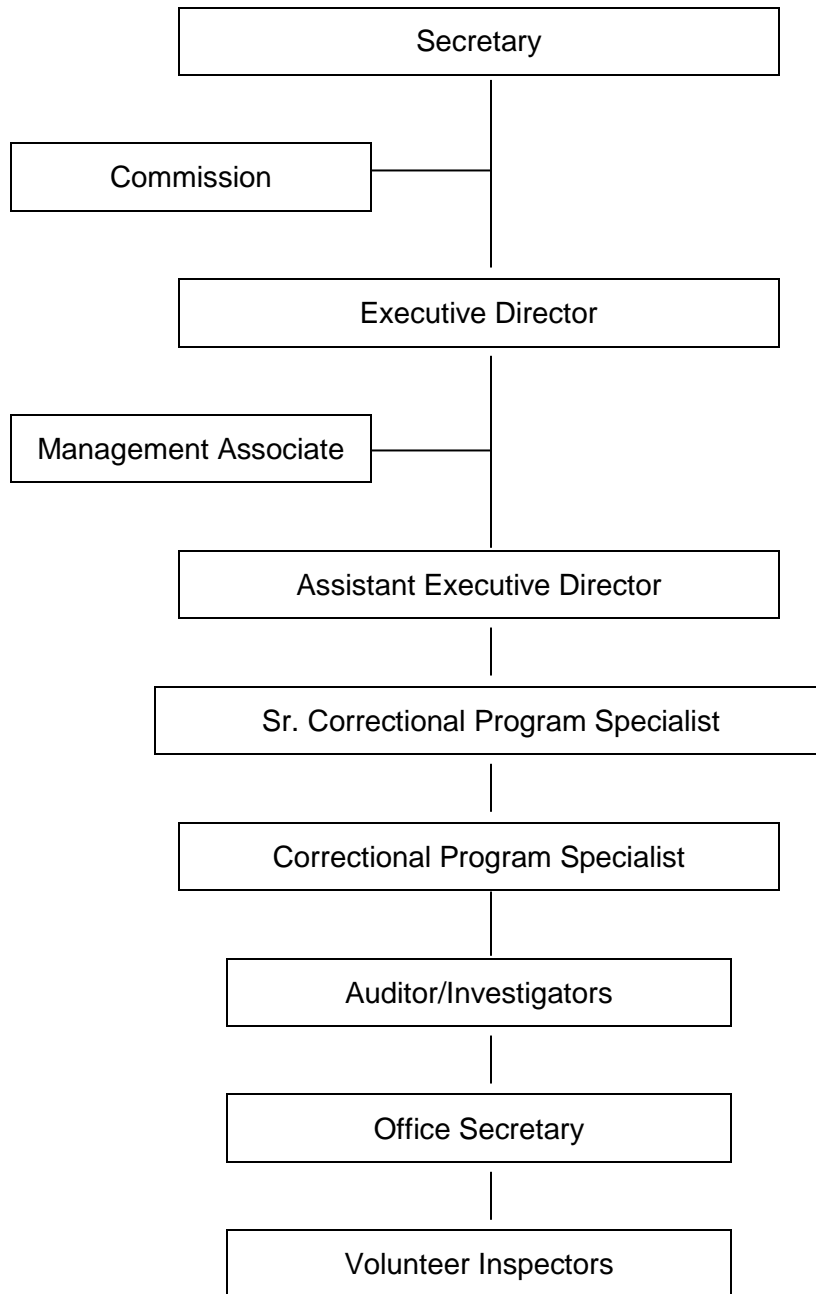 Secretary
Commission
Executive Director
Management Associate
Assistant Executive Director
Sr. Correctional Program Specialist
Correctional Program Specialist
Auditor/Investigators
Office Secretary
Volunteer Inspectors